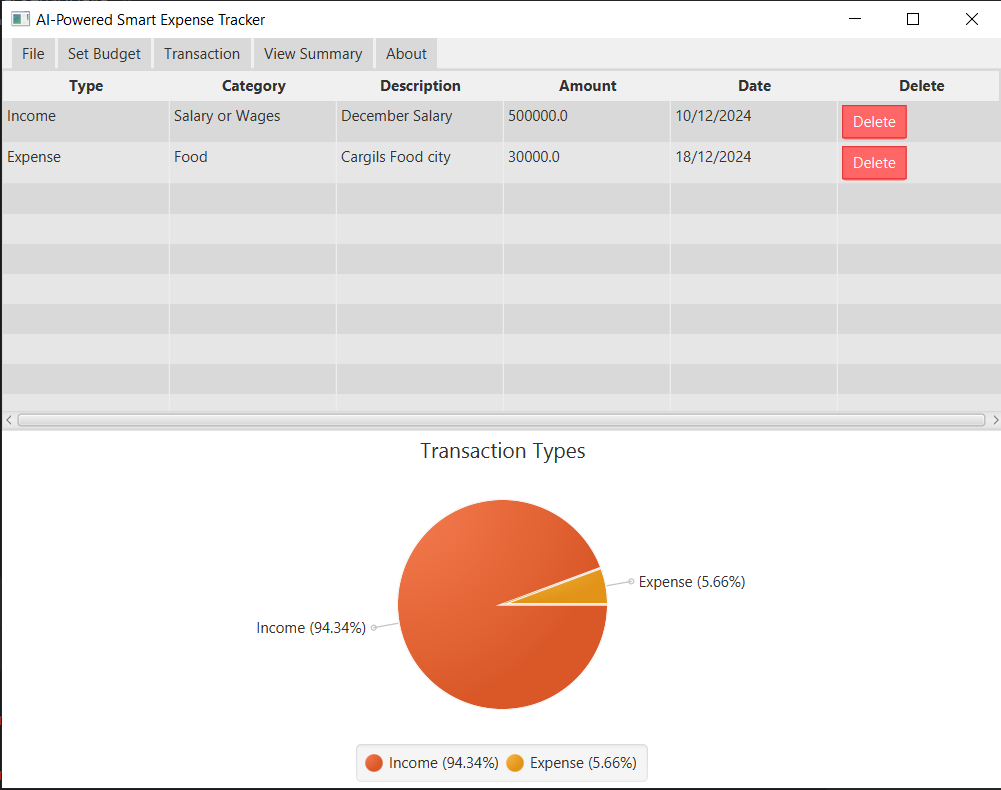 AI-Powered Smart Expense Tracker
File Set Budget Transaction View Summary About
Type Category Description Amount Date Delete
Income Salary or Wages December Salary 500000.0 10/12/2024 Delete
Expense Food Cargils Food city 30000.0 18/12/2024 Delete
Transaction Types
Expense (5.66%)
Income (94.34%)
Income (94.34%) Expense (5.66%)